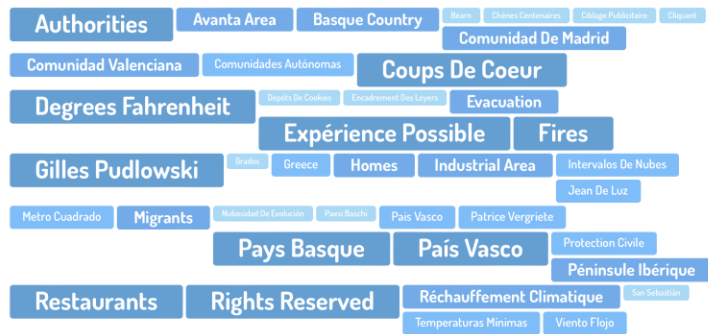 Authorities Avanta Area Basque Country Béarn Chênes Centenaires Ciblage Publicitaire Cliquant
Comunidad De Madrid
Comunidad Valenciana Comunidades Autónomas Coups De Coeur
Degrees Fahrenheit Dépôts De Cookies Encadrement Des Loyers Evacuation
Expérience Possible Fires
Gilles Pudlowski Grados Greece Homes Industrial Area Intervalos De Nubes
Jean De Luz
Metro Cuadrado Migrants Nubosidad De Evolución Paesi Baschi Pais Vasco Patrice Vergriete
Pays Basque País Vasco Protection Civile
Péninsule Ibérique
Restaurants Rights Reserved Réchauffement Climatique San Sebastián
Temperaturas Mínimas Viento Flojo